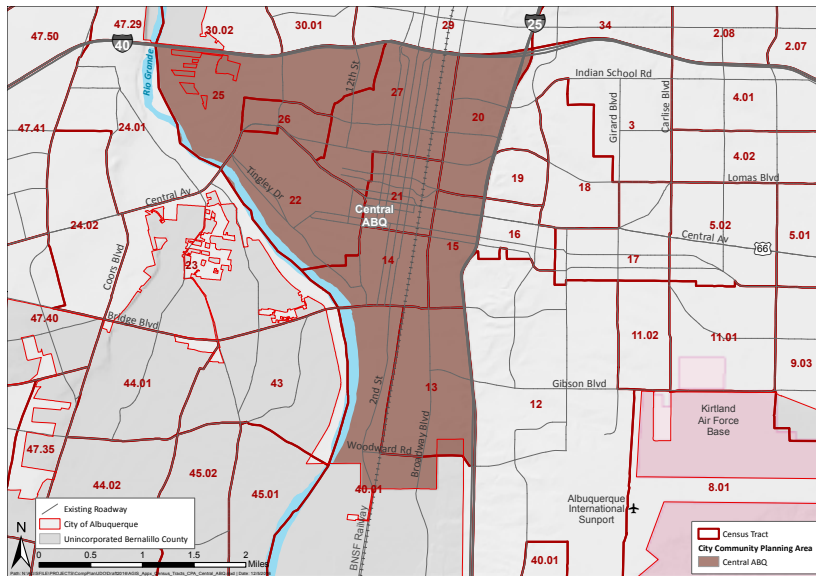 47.50
47.29
40
30.02
30.01
29
25
34
2.08
2.07
Rio Grande
12th St
Indian School Rd
25
27
20
Girard Blvd
Carlise Blvd
4.01
47.41
24.01
26
3
4.02
Lomas Blvd
Tingley Dr
19
18
Central Av
22
21
24.02
Central
ABQ
5.02
5.01
16
Central Av
66
Coors Blvd
23
14
15
17
47.40
Bridge Blvd
11.02
11.01
9.03
44.01
43
2nd St
13
Broadway Blvd
Gibson Blvd
12
Kirtland
Air Force
Base
47.35
Woodward Rd
44.02
45.02
45.01
40.01
BNSF Railway
8.01
Albuquerque
International
Sunport
40.01
Existing Roadway
City of Albuquerque
Unincorporated Bernalillo County
N
0 0.5 1 2
Miles
Census Tract
City Community Planning Area
Central ABQ